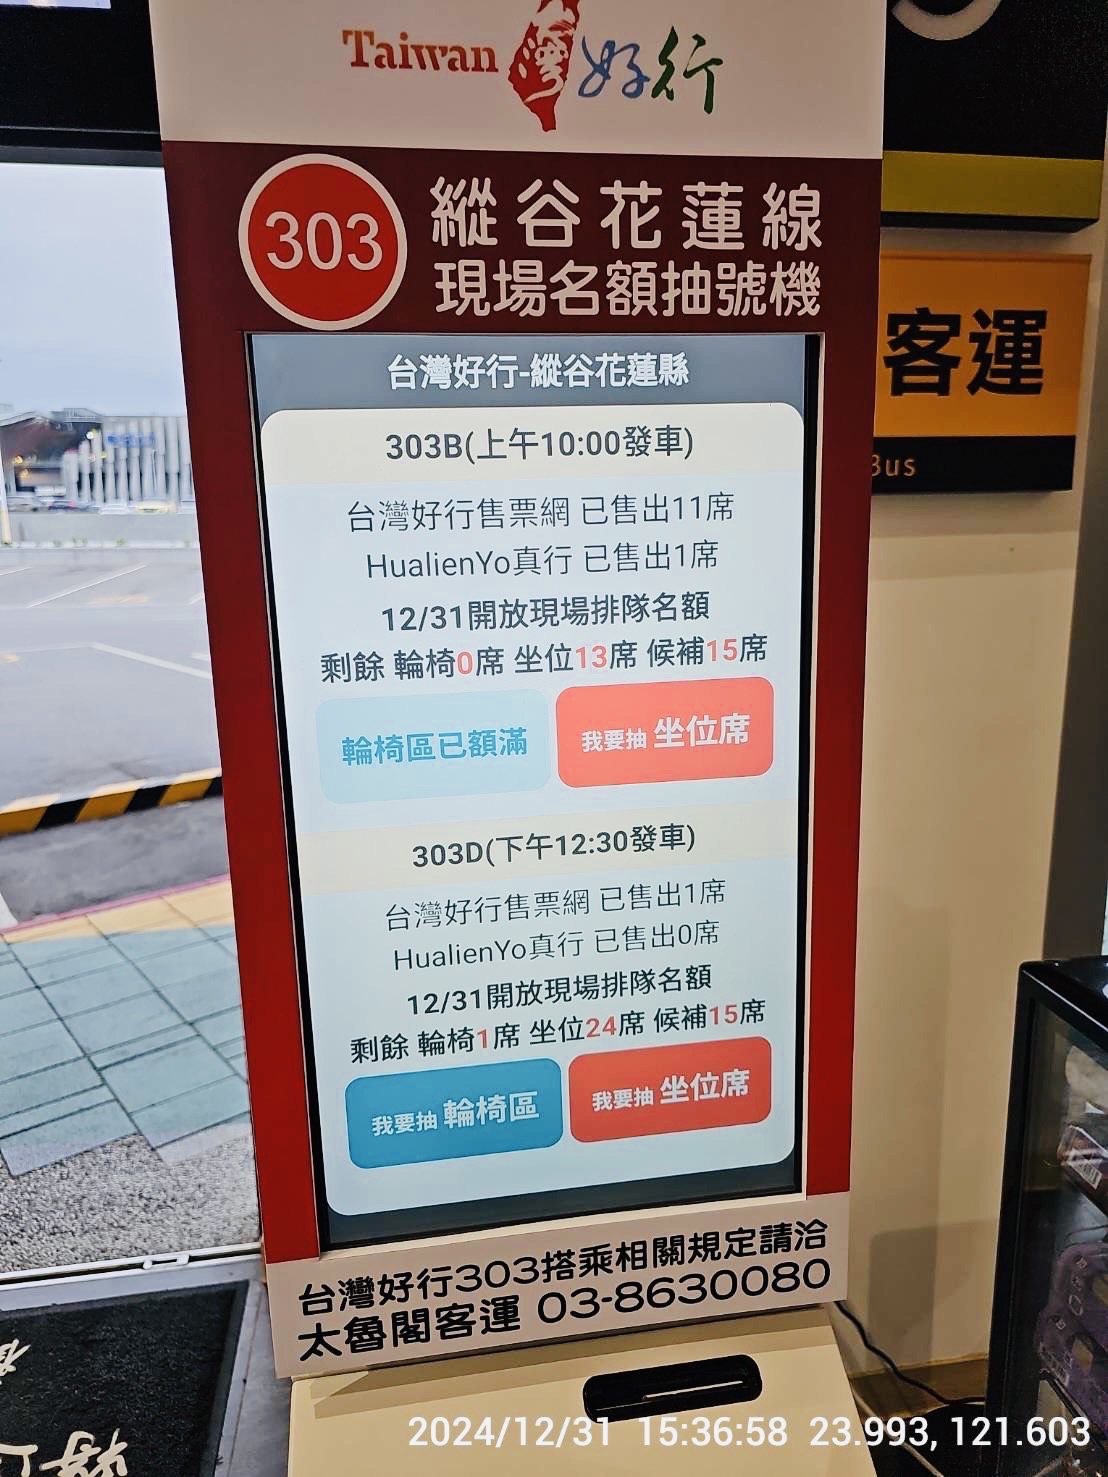 Taiwan 灣 好行
303
縱谷花蓮線
現場名額抽號機
台灣好行-縱谷花蓮縣
303B(上午10:00發車)
台灣好行售票網 已售出11席
HualienYo真行 已售出1席
12/31開放現場排隊名額
剩餘 輪椅0席 坐位13席 候補15席
輪椅區已額滿
我要抽 坐位席
303D(下午12:30發車)
台灣好行售票網 已售出1席
HualienYo真行 已售出0席
12/31開放現場排隊名額
剩餘 輪椅1席 坐位24席 候補15席
我要抽 輪椅區
我要抽 坐位席
台灣好行303搭乘相關規定請洽
太魯閣客運 03-8630080
客運
Bus
2024/12/31 15:36:58 23.993, 121.603